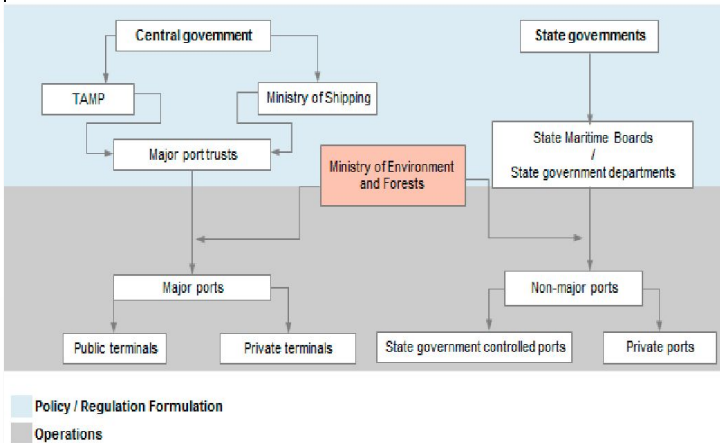 Central government
State governments
TAMP
Ministry of Shipping
Major port trusts
Ministry of Environment
and Forests
State Maritime Boards
/
State government departments
Major ports
Non-major ports
Public terminals
Private terminals
State government controlled ports
Private ports
Policy / Regulation Formulation
Operations